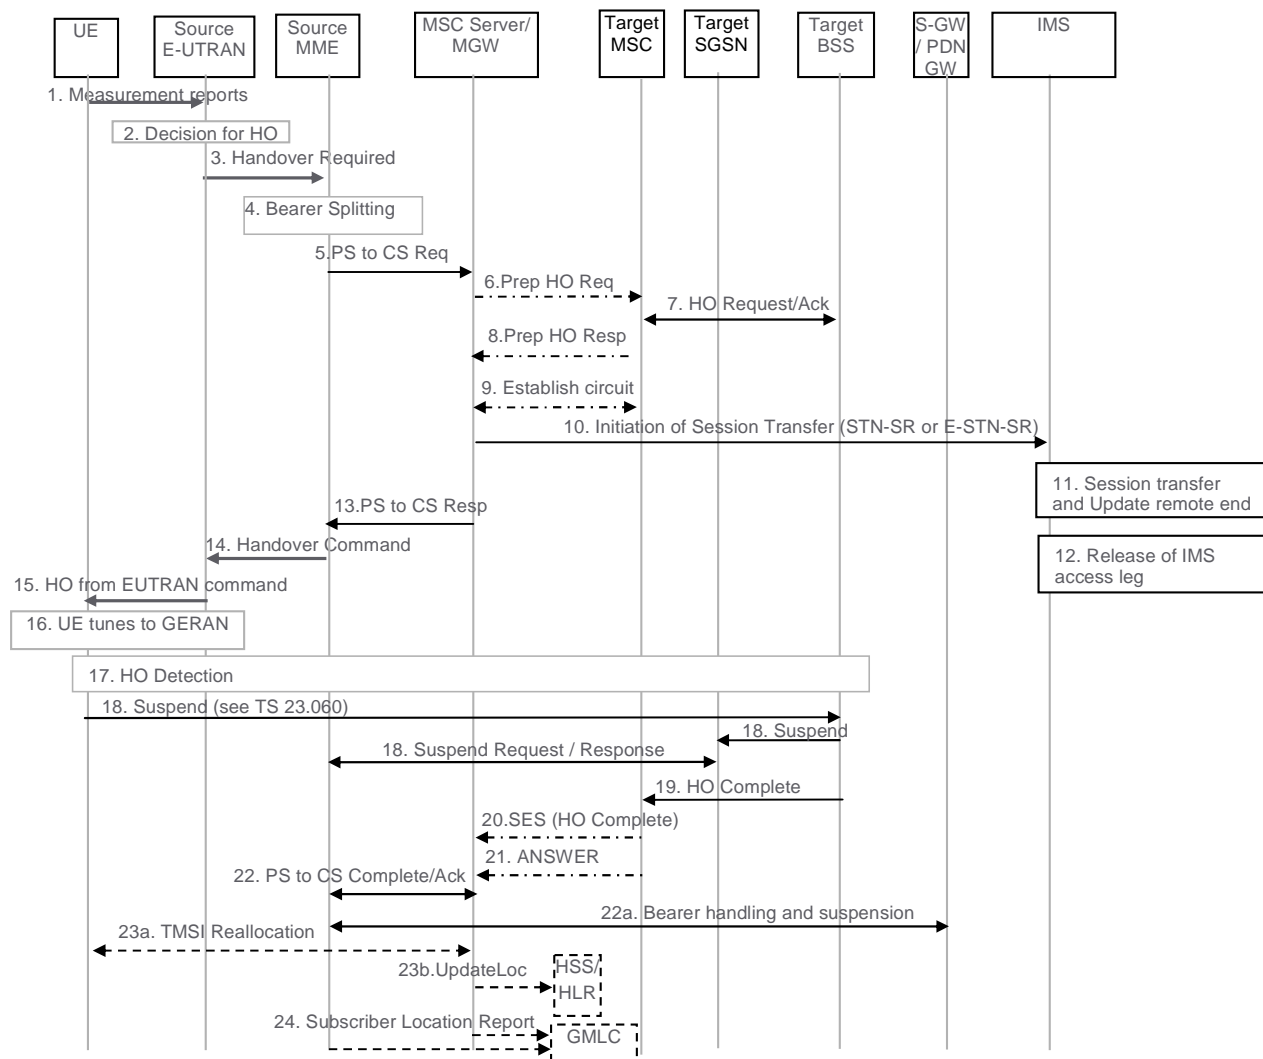 UE
Source
E-UTRAN
Source
MME
MSC Server/
MGW
Target
MSC
Target
SGSN
Target
BSS
S-GW
/ PDN
GW
IMS
1. Measurement reports
2. Decision for HO
3. Handover Required
4. Bearer Splitting
5.PS to CS Req
6.Prep HO Req
7. HO Request/Ack
8.Prep HO Resp
9. Establish circuit
10. Initiation of Session Transfer (STN-SR or E-STN-SR)
11. Session transfer
and Update remote end
13.PS to CS Resp
14. Handover Command
12. Release of IMS
access leg
15. HO from EUTRAN command
16. UE tunes to GERAN
17. HO Detection
18. Suspend (see TS 23.060)
18. Suspend
18. Suspend Request / Response
19. HO Complete
20.SES (HO Complete)
21. ANSWER
22. PS to CS Complete/Ack
22a. Bearer handling and suspension
23a. TMSI Reallocation
23b.UpdateLoc
HSS/
HLR
24. Subscriber Location Report
GMLC